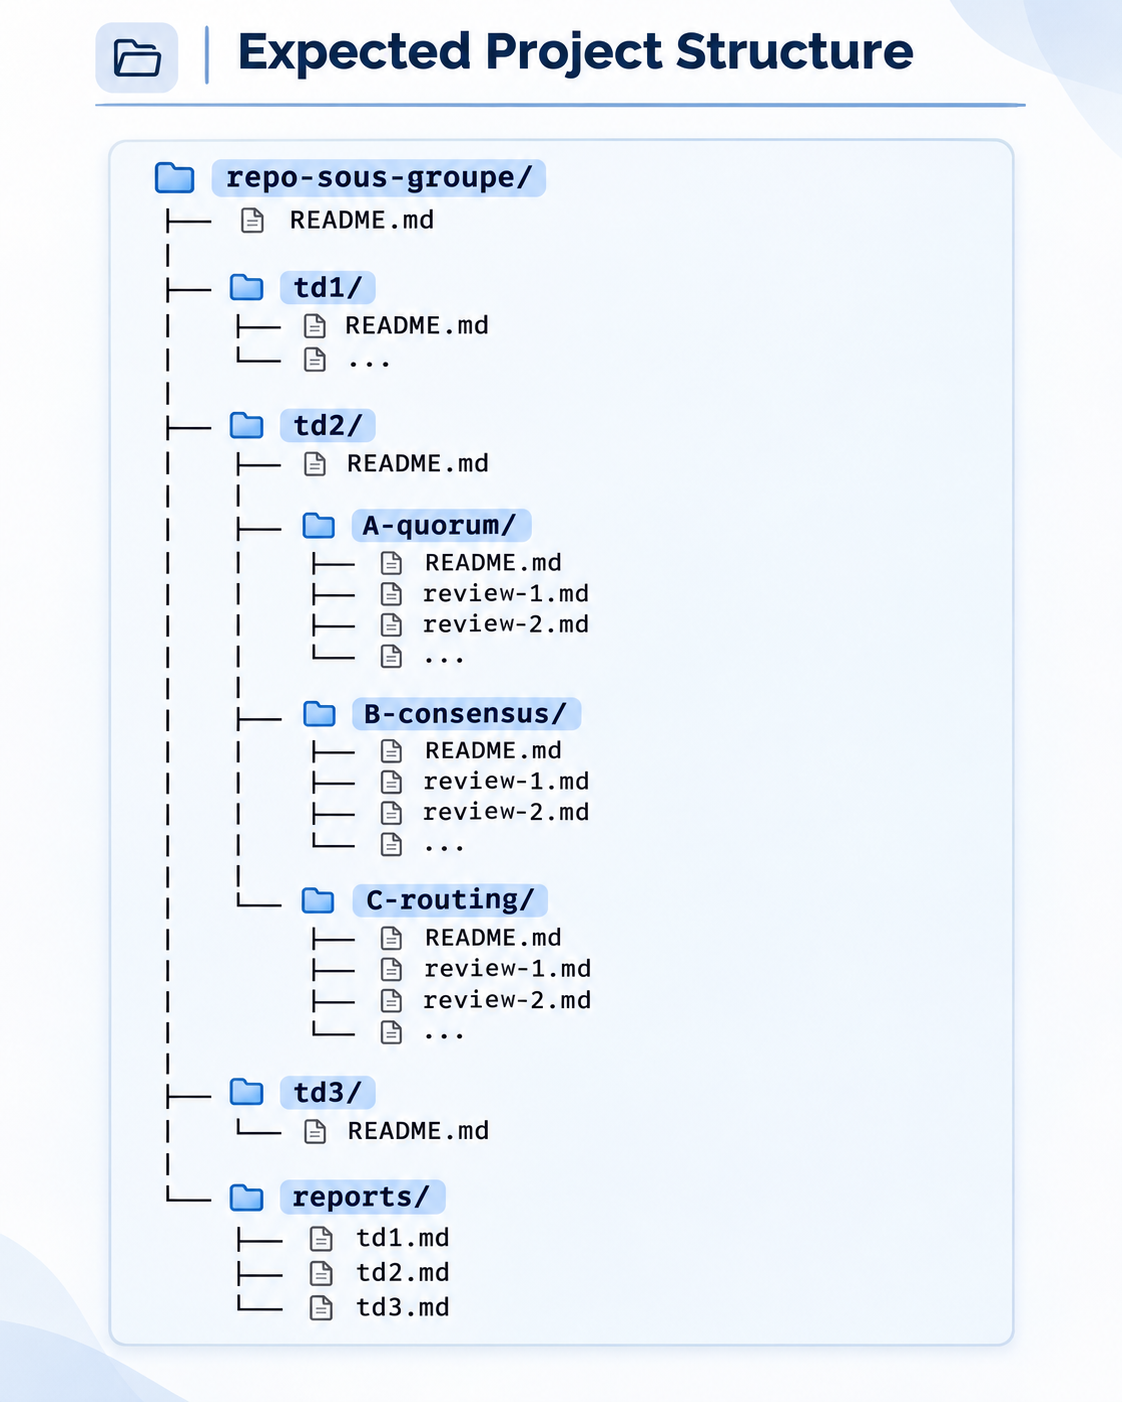 Expected Project Structure
repo-sous-groupe/
├── README.md
│
├── td1/
│   ├── README.md
│   └── ...
│
├── td2/
│   ├── README.md
│   │
│   ├── A-quorum/
│   │   ├── README.md
│   │   ├── review-1.md
│   │   ├── review-2.md
│   │   └── ...
│   │
│   ├── B-consensus/
│   │   ├── README.md
│   │   ├── review-1.md
│   │   ├── review-2.md
│   │   └── ...
│   │
│   └── C-routing/
│       ├── README.md
│       ├── review-1.md
│       ├── review-2.md
│       └── ...
│
├── td3/
│   └── README.md
│
└── reports/
    ├── td1.md
    ├── td2.md
    └── td3.md